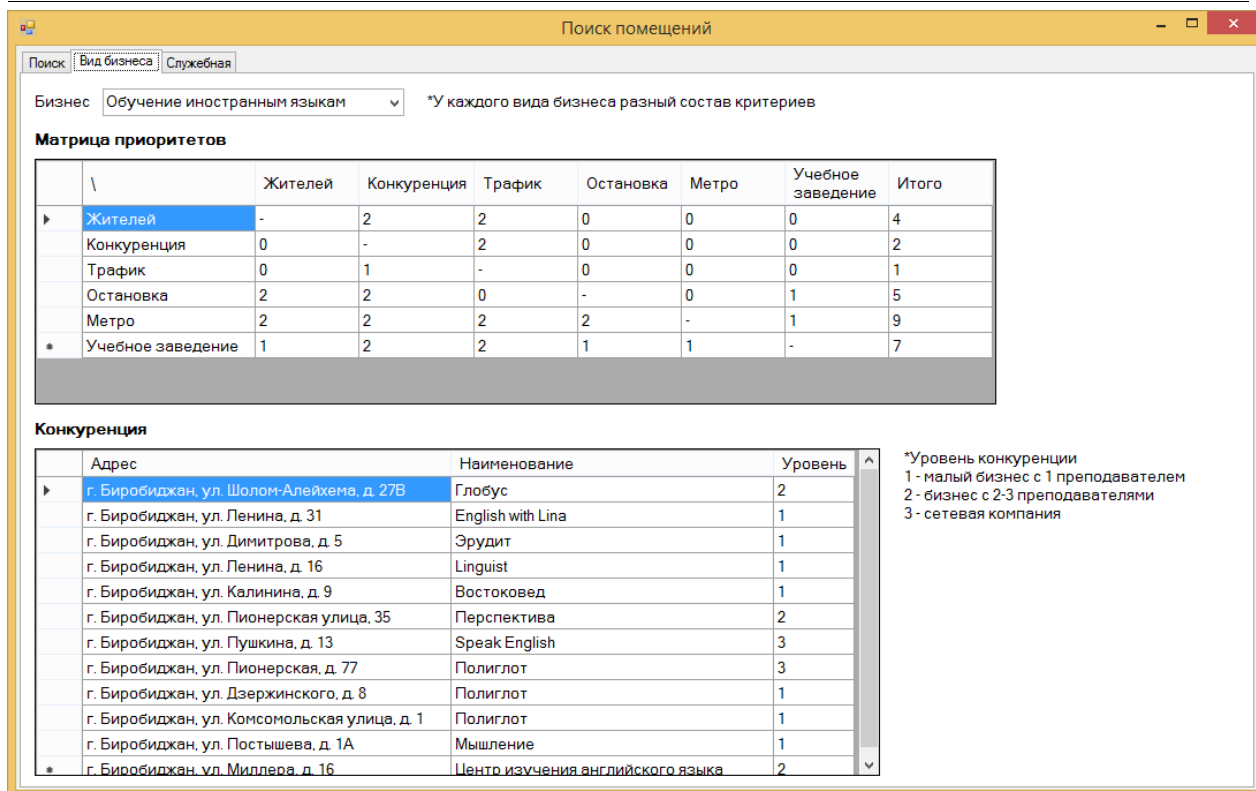 Поиск помещений
Поиск Вид бизнеса Служебная
Бизнес Обучение иностранным языкам *У каждого вида бизнеса разный состав критериев
Матрица приоритетов
\ Жителей Конкуренция Трафик Остановка Метро Учебное заведение Итого
Жителей - 2 2 0 0 0 4
Конкуренция 0 - 2 0 0 0 2
Трафик 0 1 - 0 0 0 1
Остановка 2 2 0 - 0 1 5
Метро 2 2 2 2 - 1 9
* Учебное заведение 1 2 2 1 1 - 7
Конкуренция
Адрес Наименование Уровень
г. Биробиджан, ул. Шолом-Алейхема, д. 27В Глобус 2
г. Биробиджан, ул. Ленина, д. 31 English with Lina 1
г. Биробиджан, ул. Димитрова, д. 5 Эрудит 1
г. Биробиджан, ул. Ленина, д. 16 Linguist 1
г. Биробиджан, ул. Калинина, д. 9 Востоковед 1
г. Биробиджан, ул. Пионерская улица, 35 Перспектива 2
г. Биробиджан, ул. Пушкина, д. 13 Speak English 3
г. Биробиджан, ул. Пионерская, д. 77 Полиглот 3
г. Биробиджан, ул. Дзержинского, д. 8 Полиглот 1
г. Биробиджан, ул. Комсомольская улица, д. 1 Полиглот 1
г. Биробиджан, ул. Постышева, д. 1А Мышление 1
* г. Биробиджан, ул. Миллера, д. 16 Центр изучения английского языка 2
*Уровень конкуренции
1 - малый бизнес с 1 преподавателем
2 - бизнес с 2-3 преподавателями
3 - сетевая компания